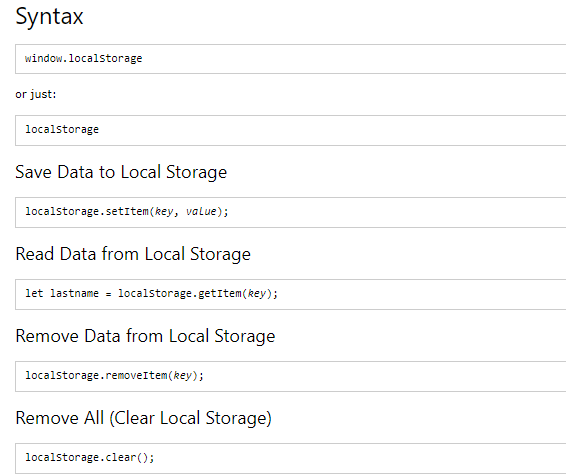 Syntax
window.localStorage
or just:
localStorage
Save Data to Local Storage
localStorage.setItem(key, value);
Read Data from Local Storage
let lastname = localStorage.getItem(key);
Remove Data from Local Storage
localStorage.removeItem(key);
Remove All (Clear Local Storage)
localStorage.clear();